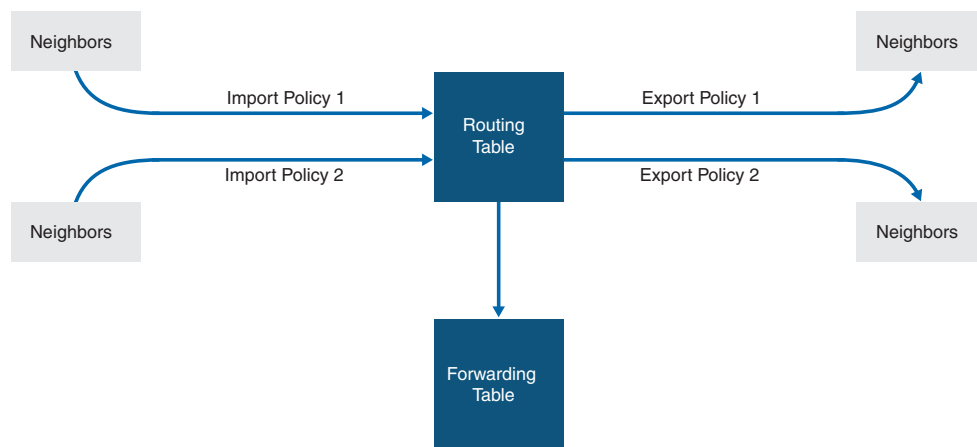 Neighbors
Neighbors
Import Policy 1
Export Policy 1
Routing
Table
Import Policy 2
Export Policy 2
Neighbors
Neighbors
Forwarding
Table